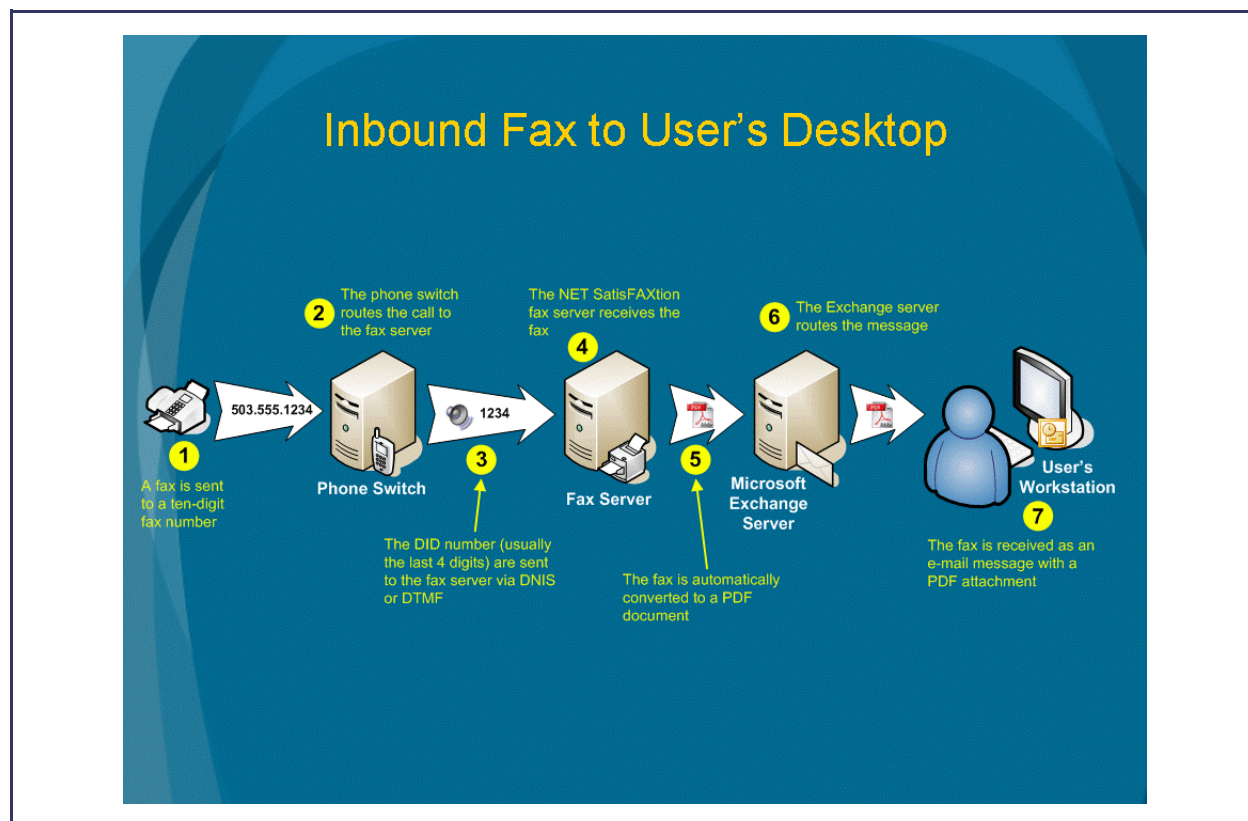 Inbound Fax to User's Desktop
503.555.1234
1
A fax is sent
to a ten-digit
fax number
2
The phone switch
routes the call to
the fax server
Phone Switch
1234
3
The DID number (usually
the last 4 digits) are sent
to the fax server via DNIS
or DTMF
The NET SatisFAXtion
fax server receives the
fax
4
Fax Server
PDF
Adobe
5
The fax is automatically
converted to a PDF
document
6
The Exchange server
routes the message
Microsoft
Exchange
Server
PDF
Adobe
User's
Workstation
7
The fax is received as an
e-mail message with a
PDF attachment